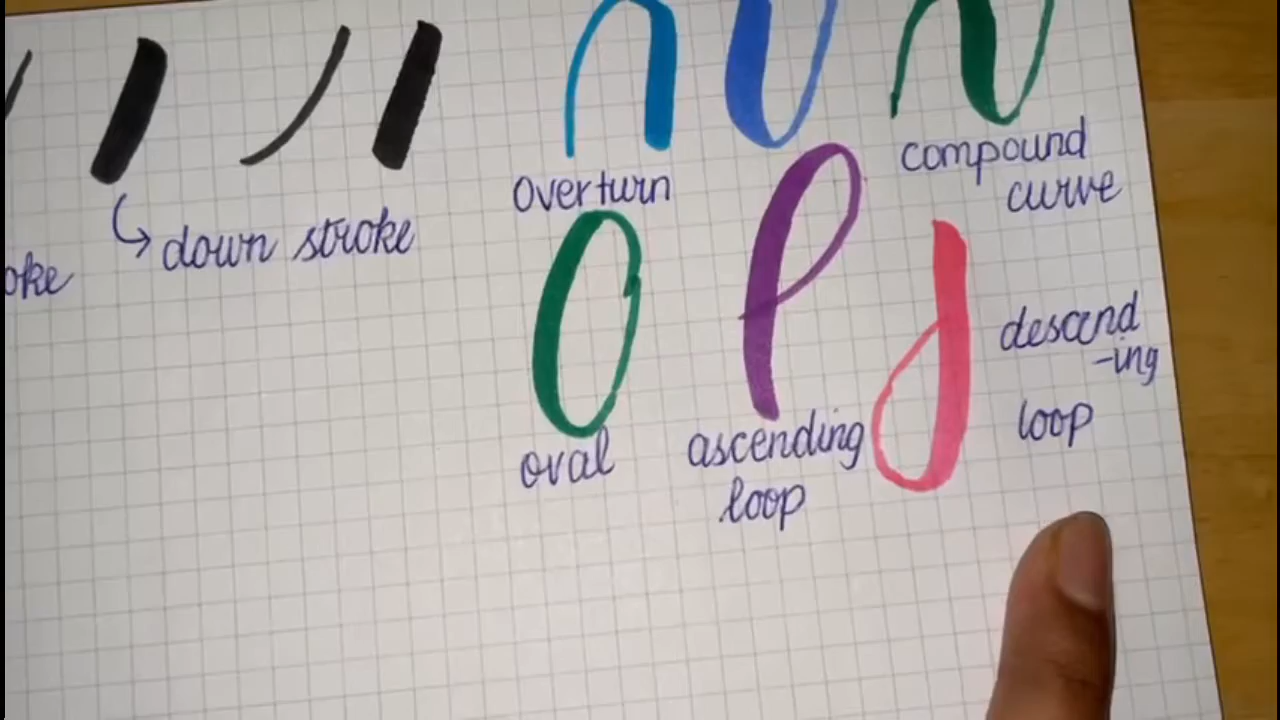 overturn
compound
curve
down stroke
oke
descend
-ing
loop
oval
ascending
loop